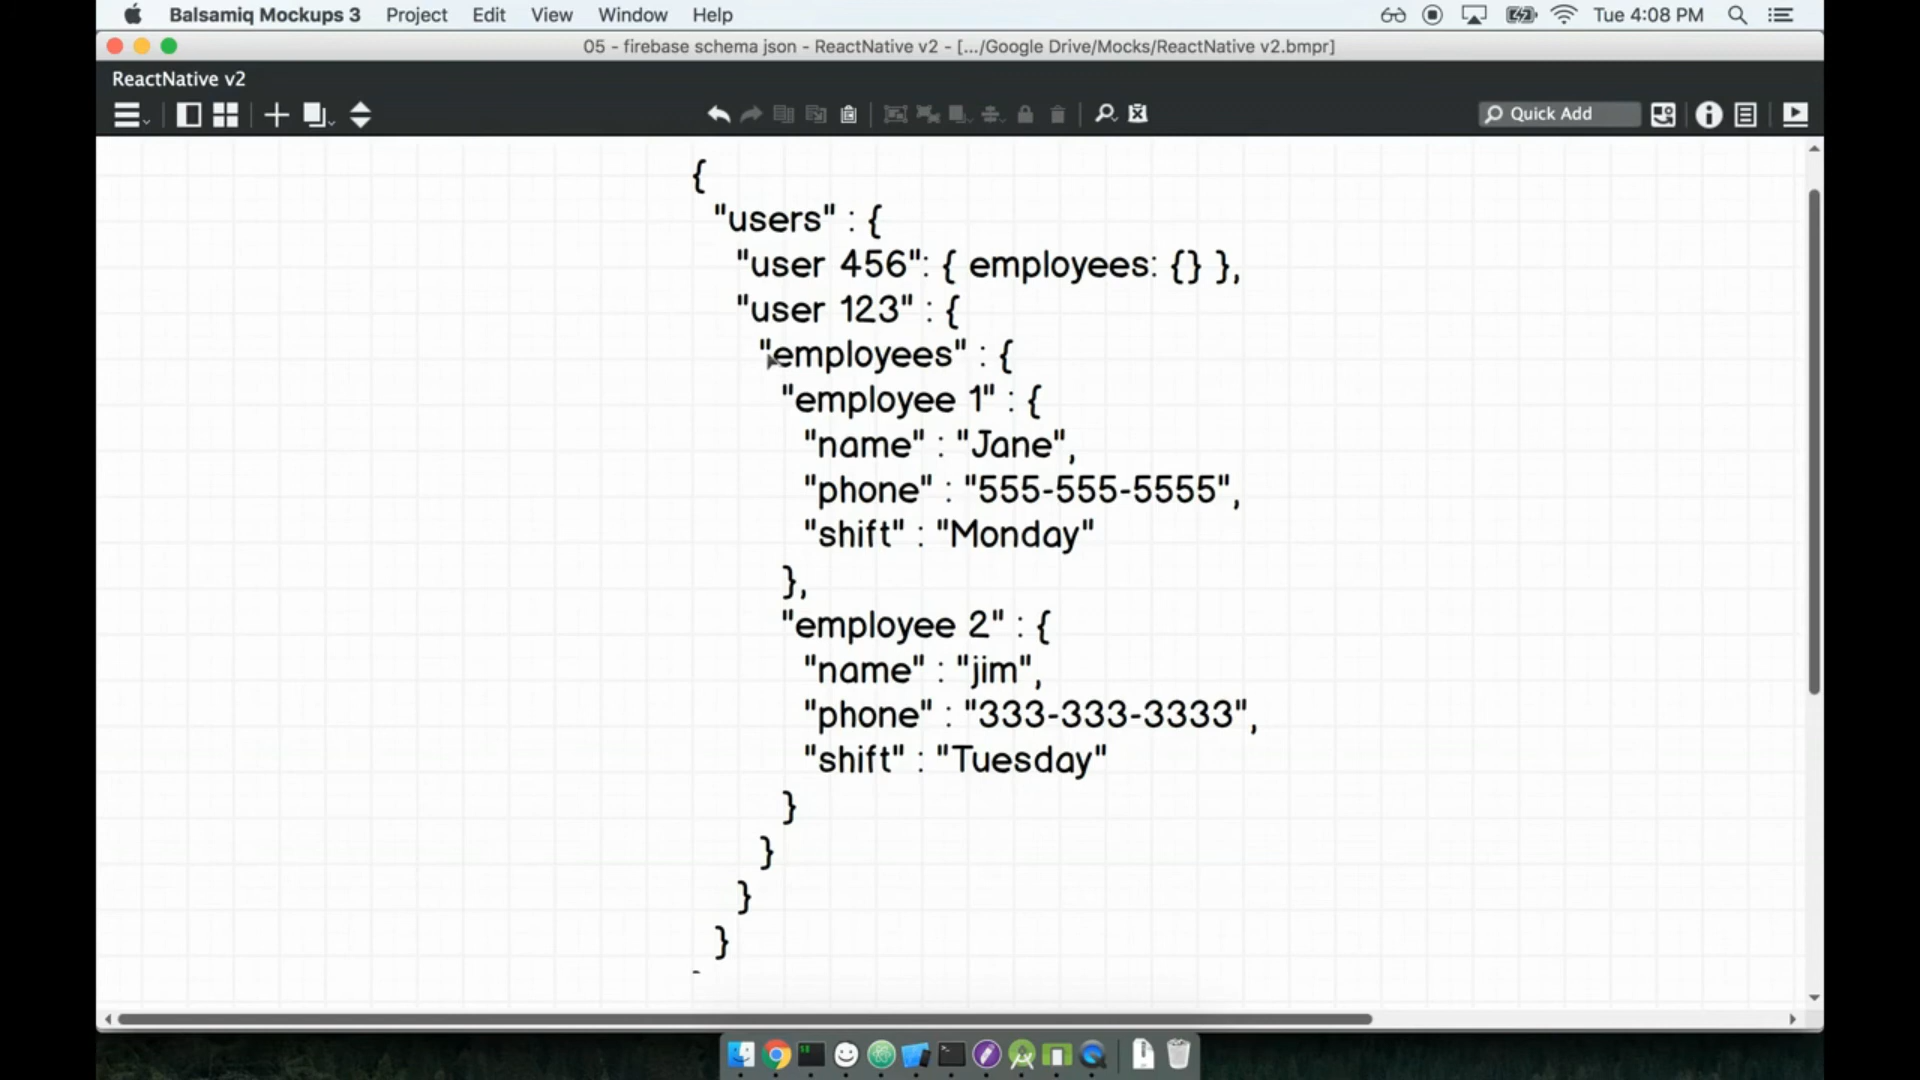 Balsamiq Mockups 3 Project Edit View Window Help Tue 4:08 PM
05 - firebase schema json - ReactNative v2 - [.../Google Drive/Mocks/ReactNative v2.bmpr]
ReactNative v2
Quick Add
{
"users" : {
"user 456": { employees: {} },
"user 123" : {
"employees" : {
"employee 1" : {
"name" : "Jane",
"phone" : "555-555-5555",
"shift" : "Monday"
},
"employee 2" : {
"name" : "jim",
"phone" : "333-333-3333",
"shift" : "Tuesday"
}
}
}
}